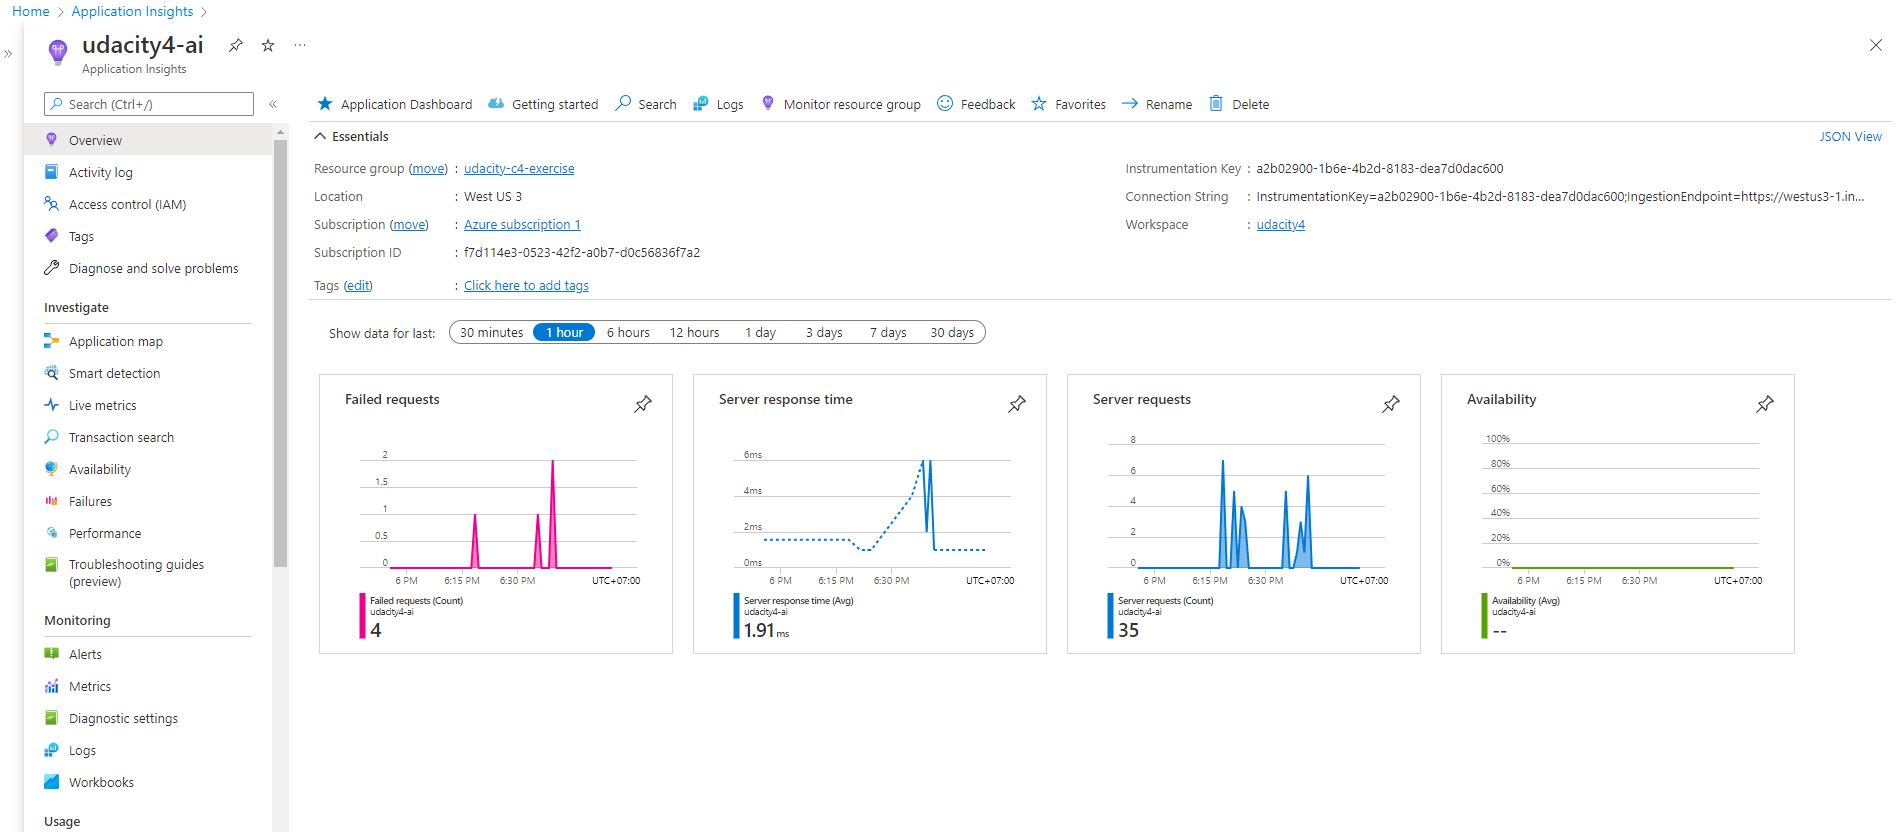 Home > Application Insights >
udacity4-ai
Application Insights
Search (Ctrl+/)
Overview
Activity log
Access control (IAM)
Tags
Diagnose and solve problems
Investigate
Application map
Smart detection
Live metrics
Transaction search
Availability
Failures
Performance
Troubleshooting guides
(preview)
Monitoring
Alerts
Metrics
Diagnostic settings
Logs
Workbooks
Usage
Application Dashboard Getting started Search Logs Monitor resource group Feedback Favorites Rename Delete
Essentials
JSON View
Resource group (move) : udacity-c4-exercise
Location : West US 3
Subscription (move) : Azure subscription 1
Subscription ID : f7d114e3-0523-42f2-a0b7-d0c56836f7a2
Tags (edit) : Click here to add tags
Instrumentation Key : a2b02900-1b6e-4b2d-8183-dea7d0dac600
Connection String : InstrumentationKey=a2b02900-1b6e-4b2d-8183-dea7d0dac600;IngestionEndpoint=https://westus3-1.in...
Workspace : udacity4
Show data for last: 30 minutes 1 hour 6 hours 12 hours 1 day 3 days 7 days 30 days
Failed requests
2
1.5
1
0.5
0
6 PM 6:15 PM 6:30 PM UTC+07:00
Failed requests (Count)
udacity4-ai
4
Server response time
6ms
4ms
2ms
0ms
6 PM 6:15 PM 6:30 PM UTC+07:00
Server response time (Avg)
udacity4-ai
1.91 ms
Server requests
8
6
4
2
0
6 PM 6:15 PM 6:30 PM UTC+07:00
Server requests (Count)
udacity4-ai
35
Availability
100%
80%
60%
40%
20%
0%
6 PM 6:15 PM 6:30 PM UTC+07:00
Availability (Avg)
udacity4-ai
--